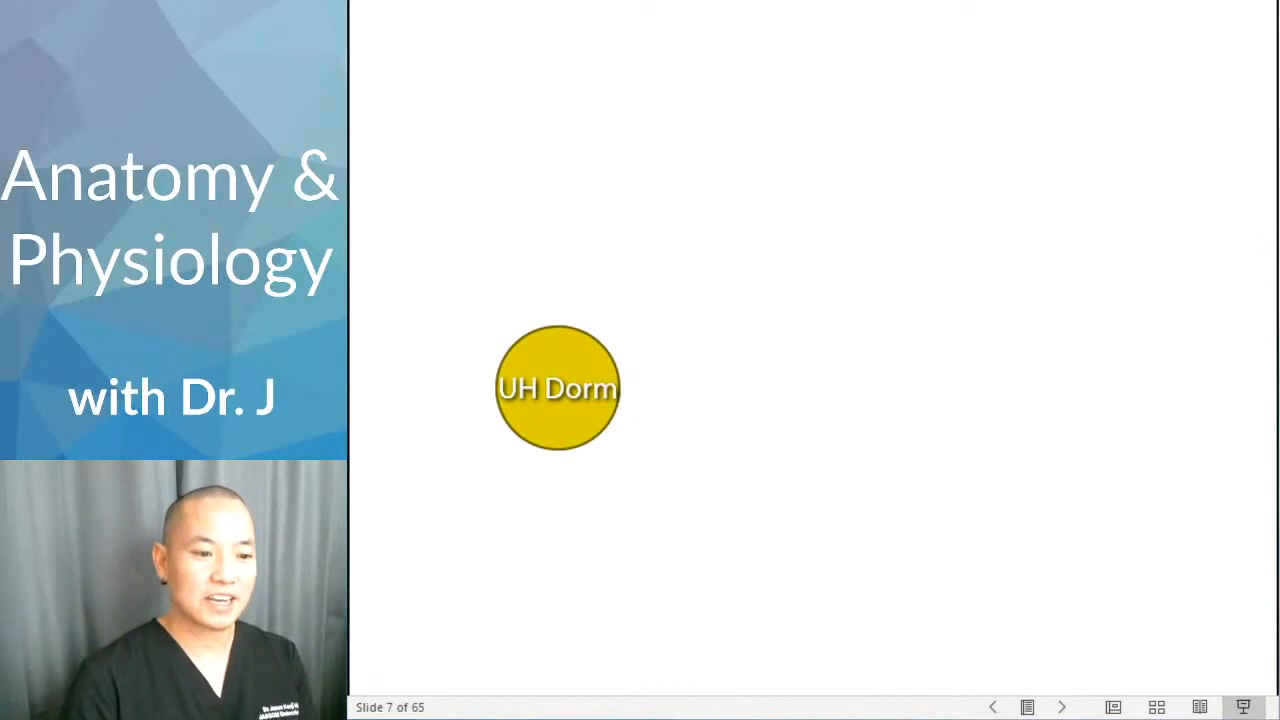 Anatomy &
Physiology
with Dr. J
UH Dorm
Slide 7 of 65